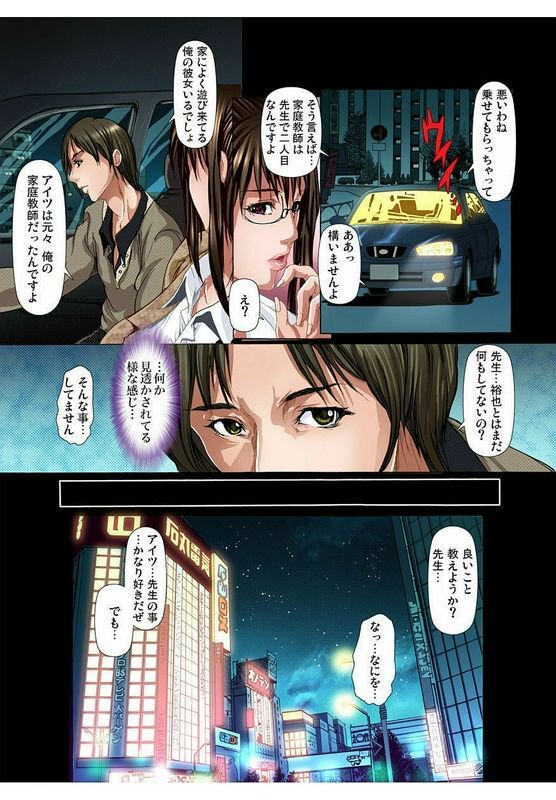 悪いわね
乗せてもらっちゃって
ああっ
構いませんよ
そう言えば…
家庭教師は
先生で二人目
なんですよ
え?
家によく遊び来てる
俺の彼女いるでしょ
アイツは元々 俺の
家庭教師だったんですよ
先生…裕也とはまだ
何もしてないの?
…何か
見透かされてる
様な感じ…
そんな事…
してません
良いこと
教えようか?
先生…
なっ…なにを…
アイツ…先生の事
…かなり好きだぜ
でも…